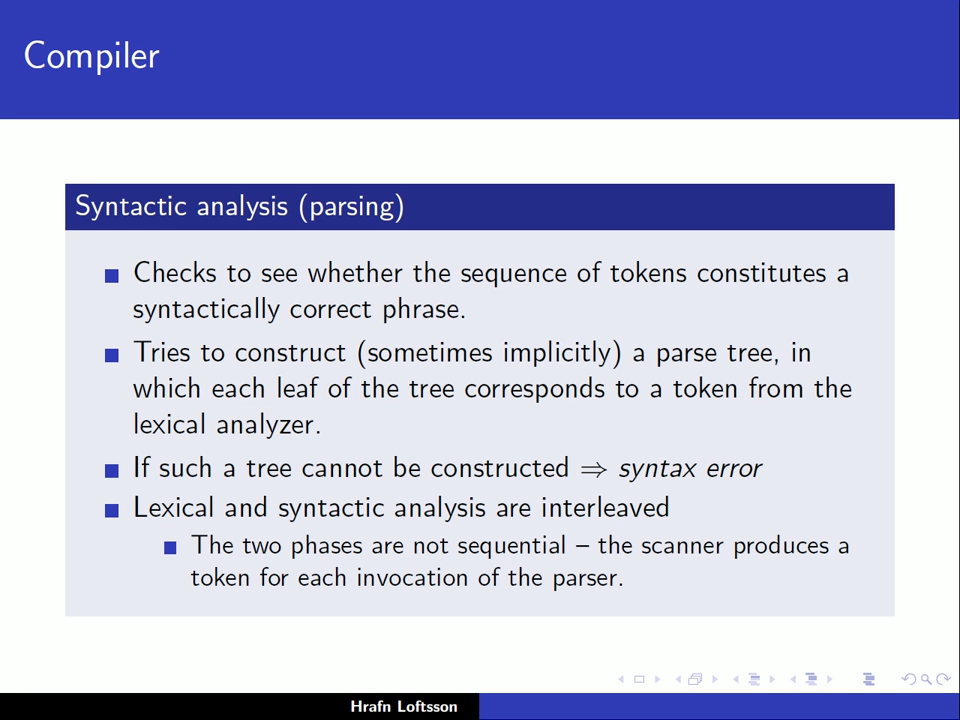 Compiler
Syntactic analysis (parsing)
Checks to see whether the sequence of tokens constitutes a
syntactically correct phrase.
Tries to construct (sometimes implicitly) a parse tree, in
which each leaf of the tree corresponds to a token from the
lexical analyzer.
If such a tree cannot be constructed ⇒ syntax error
Lexical and syntactic analysis are interleaved
The two phases are not sequential – the scanner produces a
token for each invocation of the parser.
Hrafn Loftsson